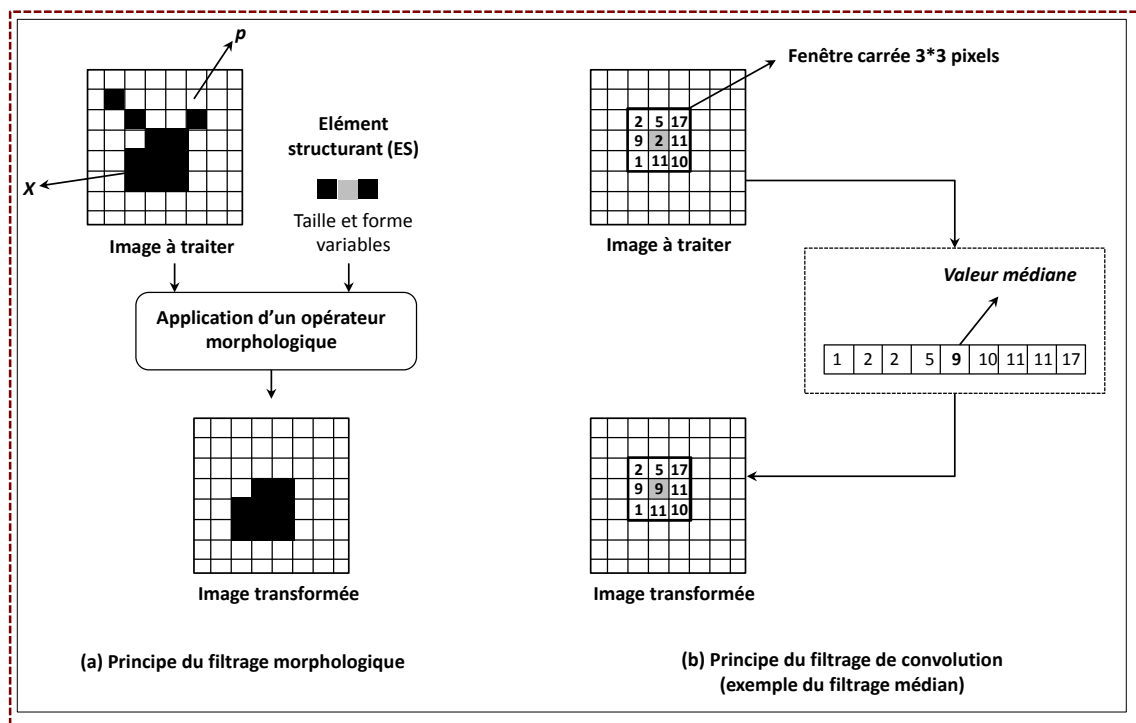 p
Elément
structurant (ES)
X
Taille et forme
variables
Image à traiter
Application d'un opérateur
morphologique
Image transformée
(a) Principe du filtrage morphologique
Fenêtre carrée 3*3 pixels
2 5 17
9 2 11
1 11 10
Image à traiter
Valeur médiane
1 2 2 5 9 10 11 11 17
2 5 17
9 9 11
1 11 10
Image transformée
(b) Principe du filtrage de convolution
(exemple du filtrage médian)